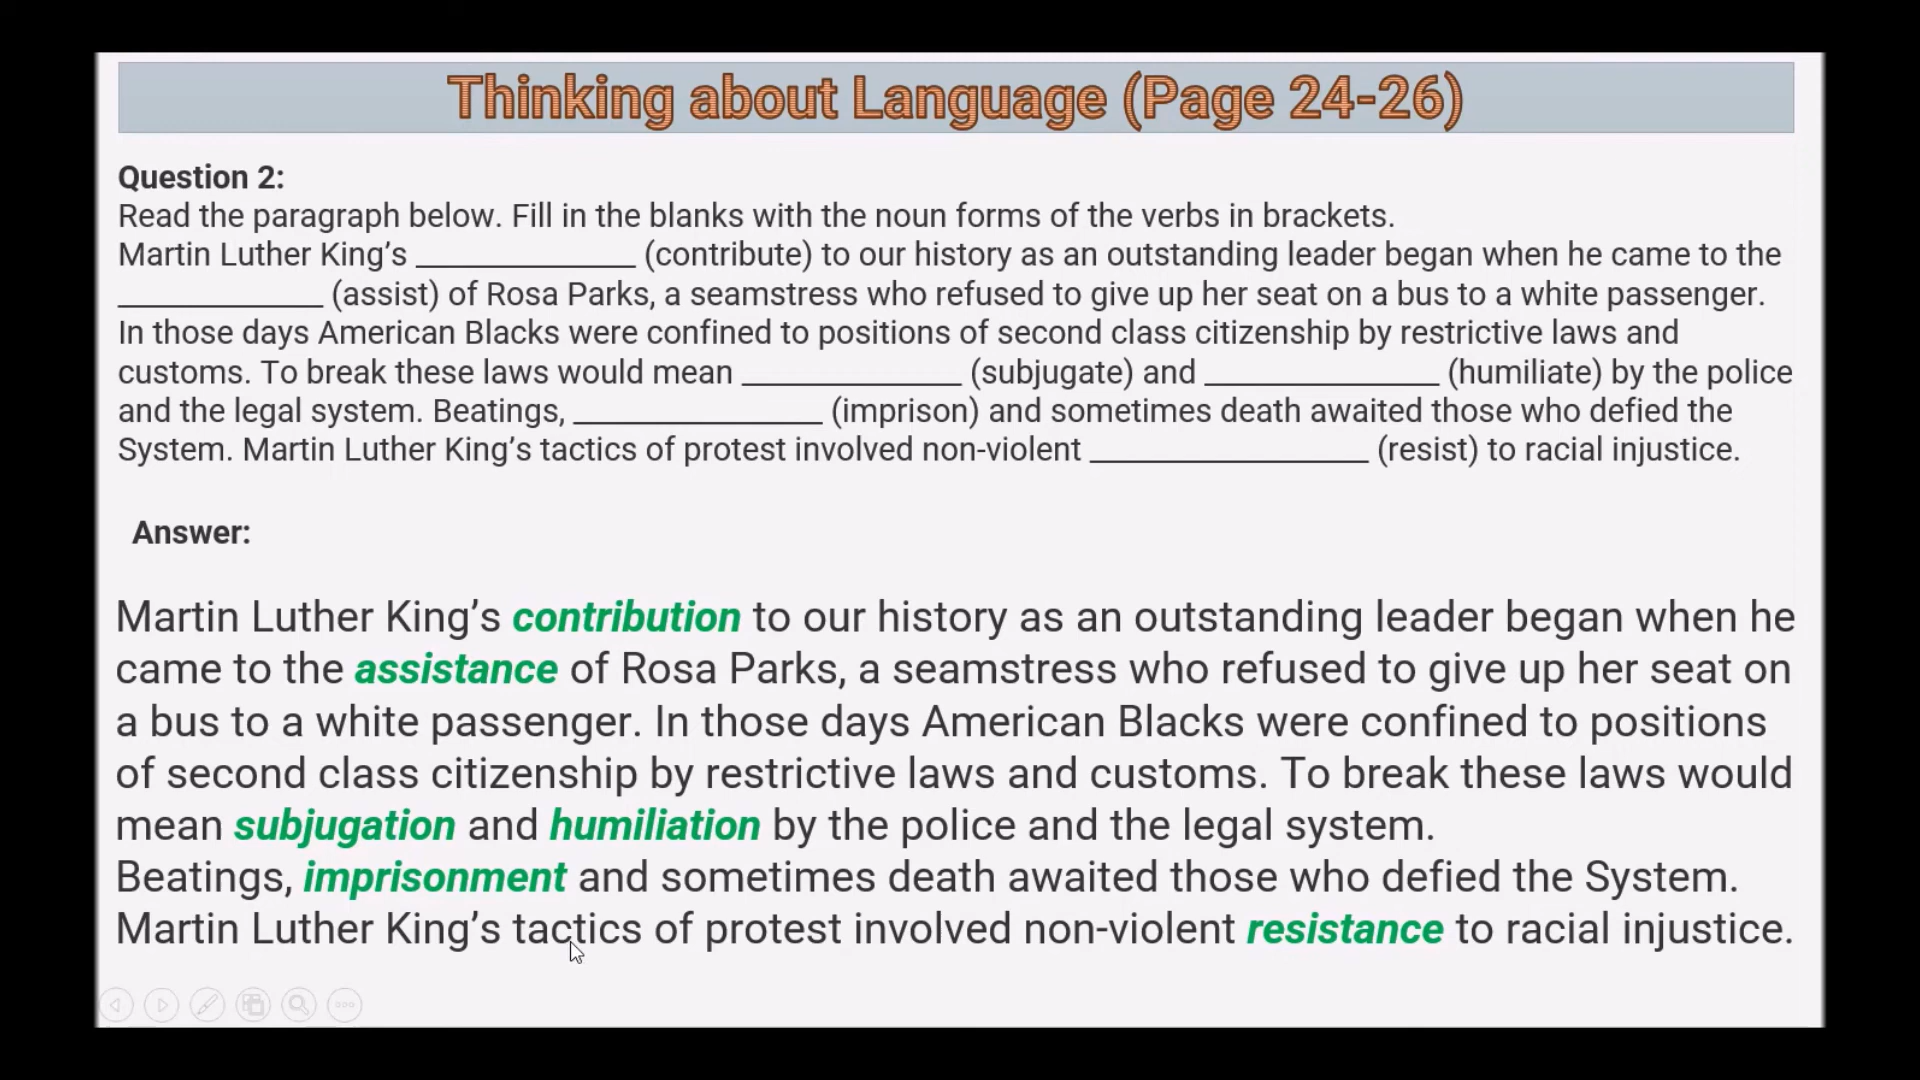 Thinking about Language (Page 24-26)
Question 2:
Read the paragraph below. Fill in the blanks with the noun forms of the verbs in brackets.
Martin Luther King’s _____________ (contribute) to our history as an outstanding leader began when he came to the
____________ (assist) of Rosa Parks, a seamstress who refused to give up her seat on a bus to a white passenger.
In those days American Blacks were confined to positions of second class citizenship by restrictive laws and
customs. To break these laws would mean _____________ (subjugate) and ______________ (humiliate) by the police
and the legal system. Beatings, _______________ (imprison) and sometimes death awaited those who defied the
System. Martin Luther King’s tactics of protest involved non-violent _________________ (resist) to racial injustice.
Answer:
Martin Luther King’s contribution to our history as an outstanding leader began when he
came to the assistance of Rosa Parks, a seamstress who refused to give up her seat on
a bus to a white passenger. In those days American Blacks were confined to positions
of second class citizenship by restrictive laws and customs. To break these laws would
mean subjugation and humiliation by the police and the legal system.
Beatings, imprisonment and sometimes death awaited those who defied the System.
Martin Luther King’s tactics of protest involved non-violent resistance to racial injustice.